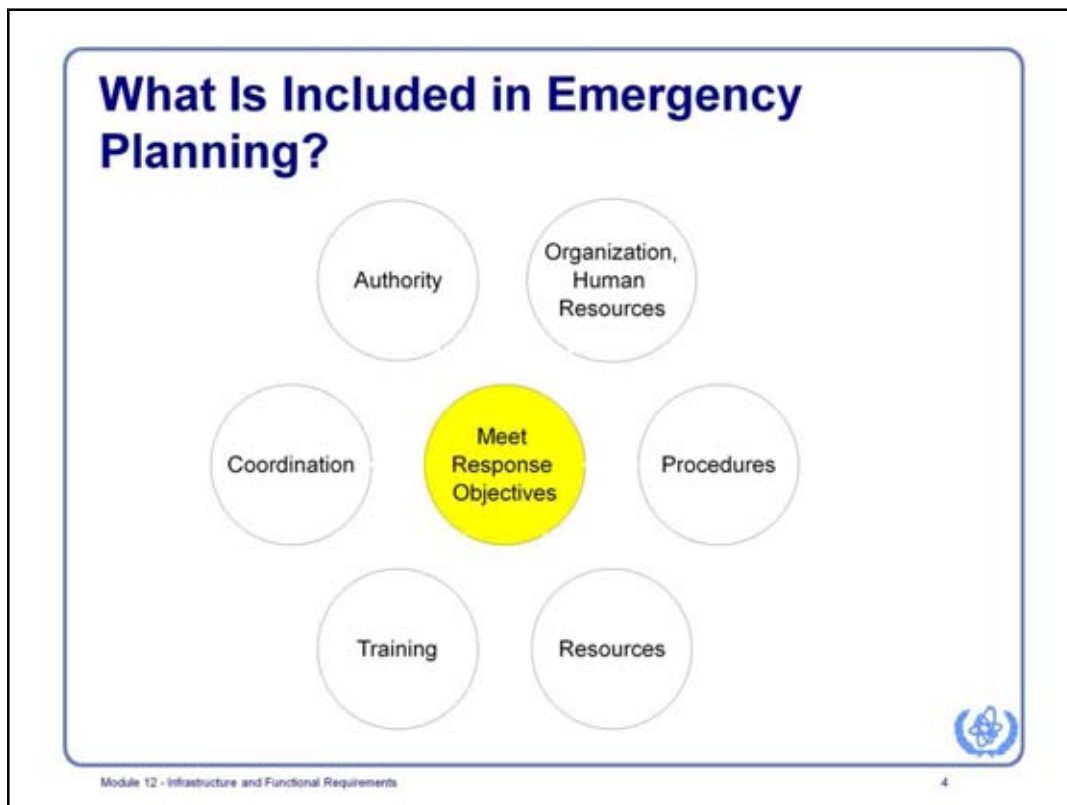 What Is Included in Emergency
Planning?
Authority
Organization,
Human
Resources
Coordination
Meet
Response
Objectives
Procedures
Training
Resources
Module 12 - Infrastructure and Functional Requirements
4